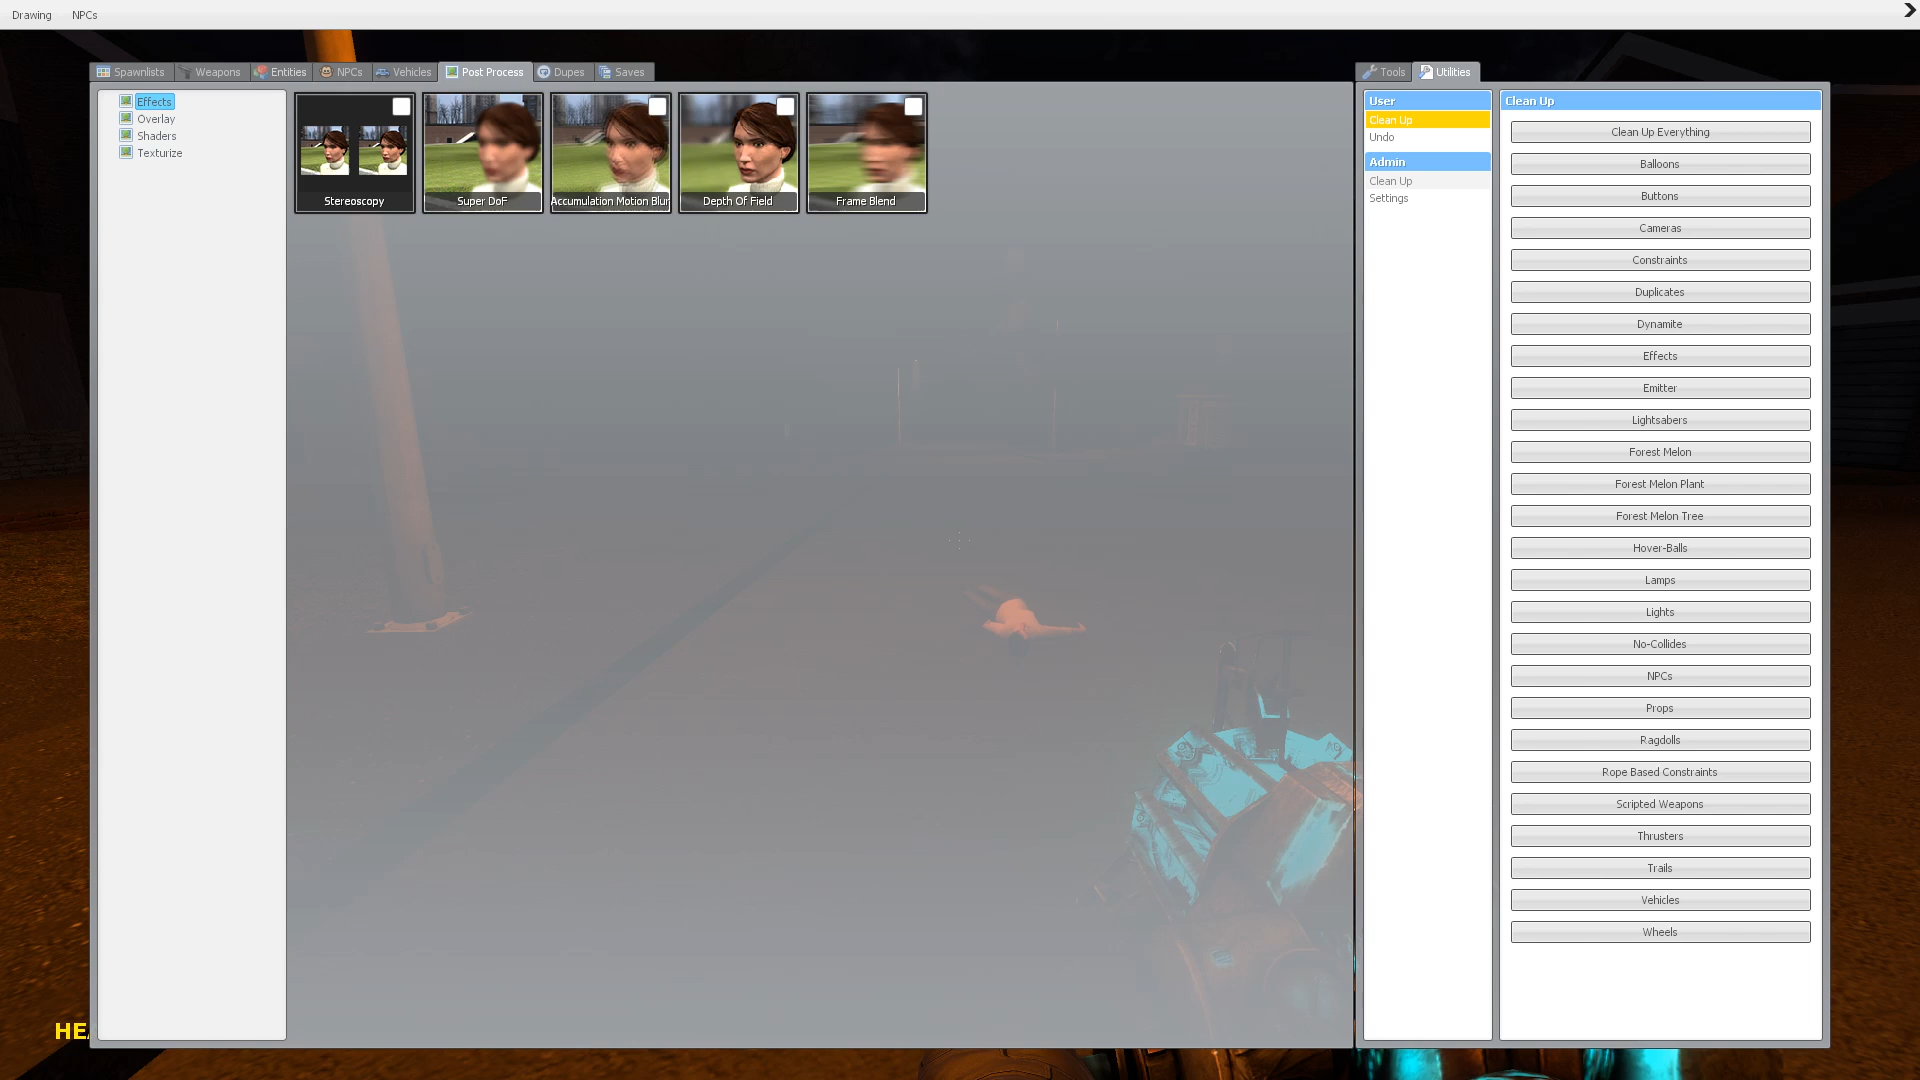 Drawing NPCs
Spawnlists Weapons Entities NPCs Vehicles Post Process Dupes Saves
Tools Utilities
Effects
Overlay
Shaders
Texturize
Stereoscopy
Super DoF
Accumulation Motion Blur
Depth Of Field
Frame Blend
User
Clean Up
Undo
Admin
Clean Up
Settings
Clean Up
Clean Up Everything
Balloons
Buttons
Cameras
Constraints
Duplicates
Dynamite
Effects
Emitter
Lightsabers
Forest Melon
Forest Melon Plant
Forest Melon Tree
Hover-Balls
Lamps
Lights
No-Collides
NPCs
Props
Ragdolls
Rope Based Constraints
Scripted Weapons
Thrusters
Trails
Vehicles
Wheels